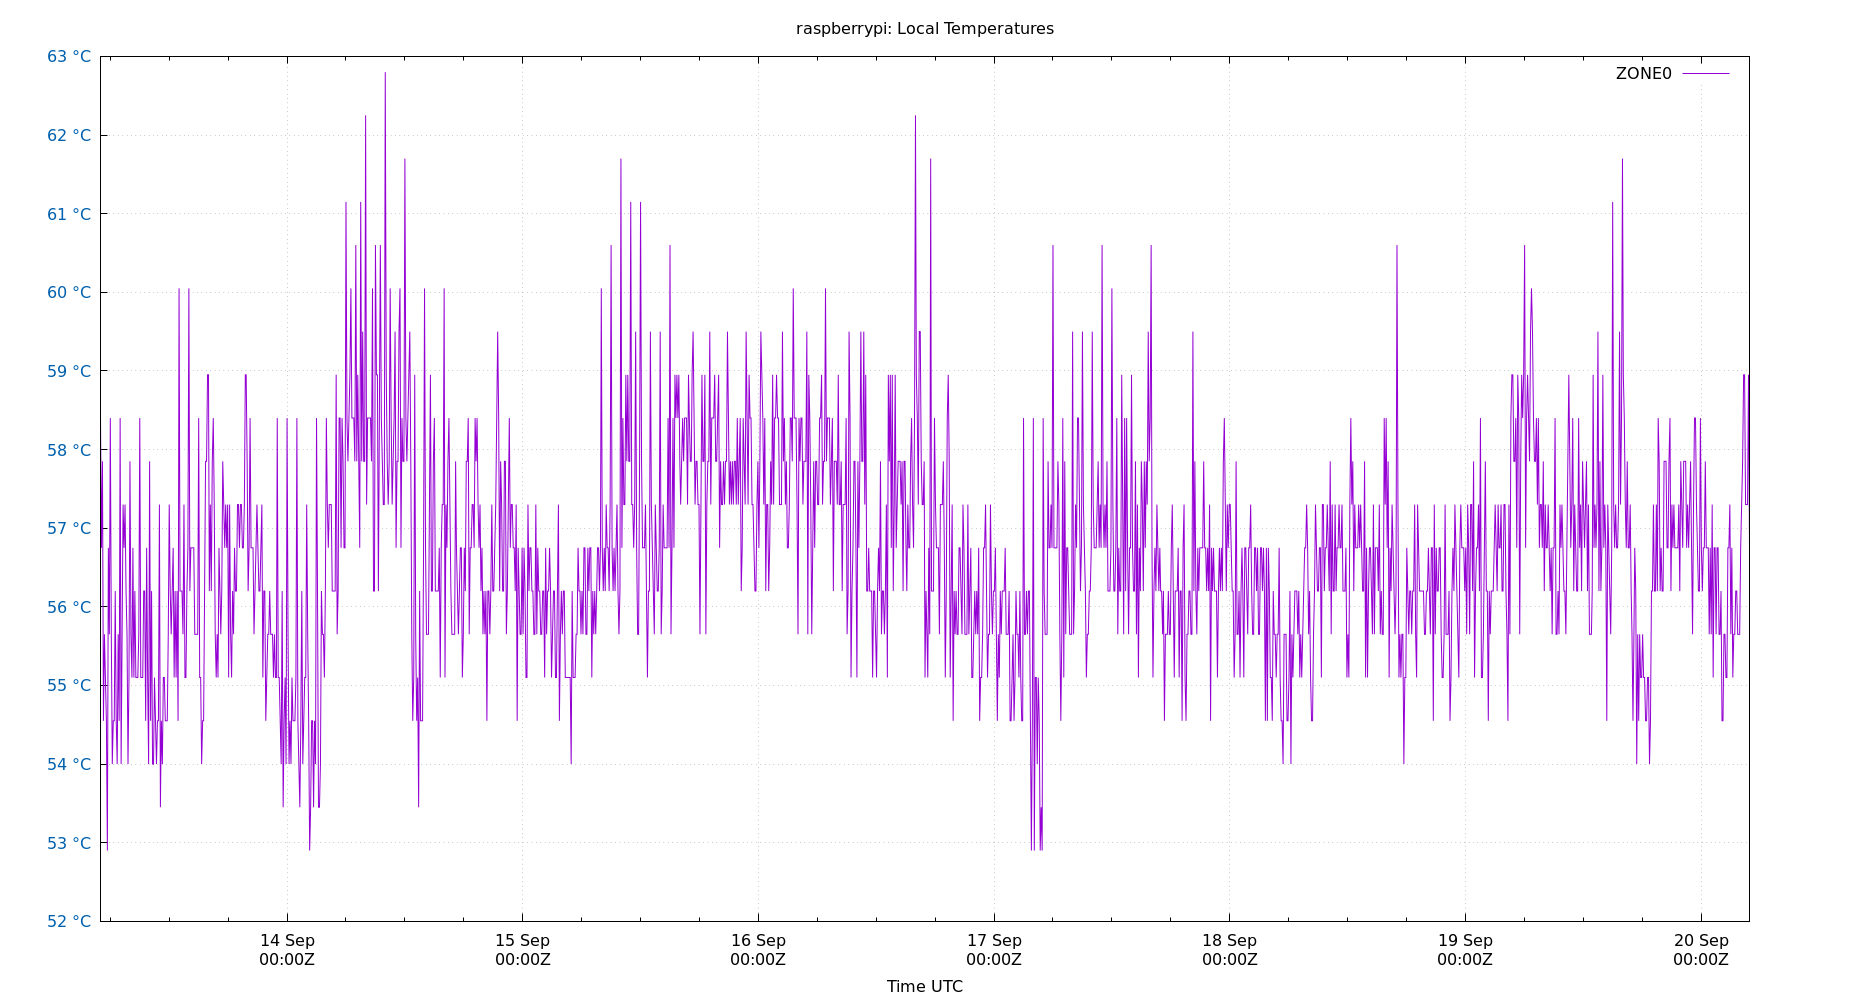 raspberrypi: Local Temperatures
63 °C
ZONE0
62 °C
61 °C
60 °C
59 °C
58 °C
57 °C
56 °C
55 °C
54 °C
53 °C
52 °C
14 Sep 15 Sep 16 Sep 17 Sep 18 Sep 19 Sep 20 Sep
00:00Z 00:00Z 00:00Z 00:00Z 00:00Z 00:00Z 00:00Z
Time UTC